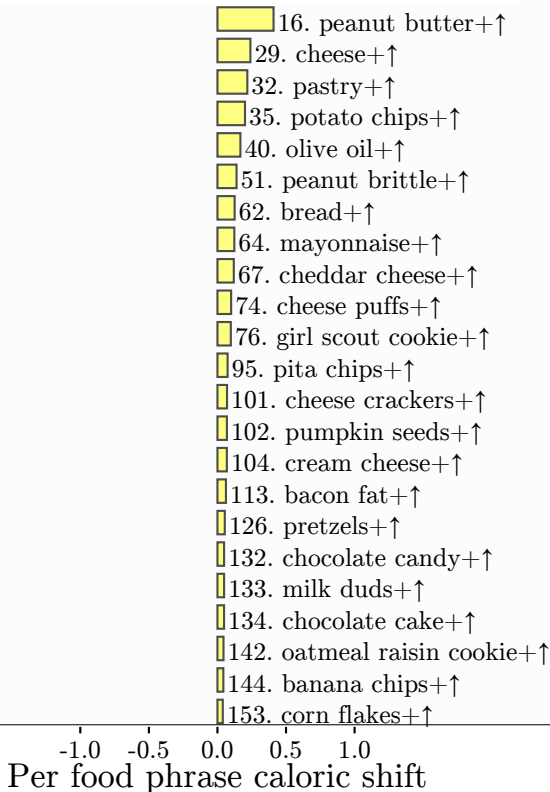 16. peanut butter+↑
29. cheese+↑
32. pastry+↑
35. potato chips+↑
40. olive oil+↑
51. peanut brittle+↑
62. bread+↑
64. mayonnaise+↑
67. cheddar cheese+↑
74. cheese puffs+↑
76. girl scout cookie+↑
95. pita chips+↑
101. cheese crackers+↑
102. pumpkin seeds+↑
104. cream cheese+↑
113. bacon fat+↑
126. pretzels+↑
132. chocolate candy+↑
133. milk duds+↑
134. chocolate cake+↑
142. oatmeal raisin cookie+↑
144. banana chips+↑
153. corn flakes+↑
-1.0 -0.5 0.0 0.5 1.0
Per food phrase caloric shift